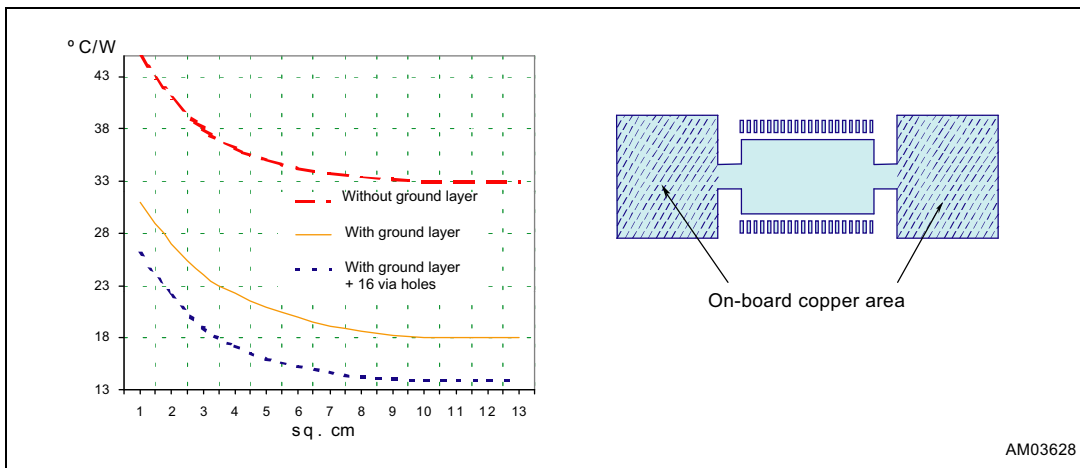 º C/W
43
38
33
28
23
18
13
1 2 3 4 5 6 7 8 9 10 11 12 13
sq. cm
Without ground layer
With ground layer
With ground layer
+ 16 via holes
On-board copper area
AM03628